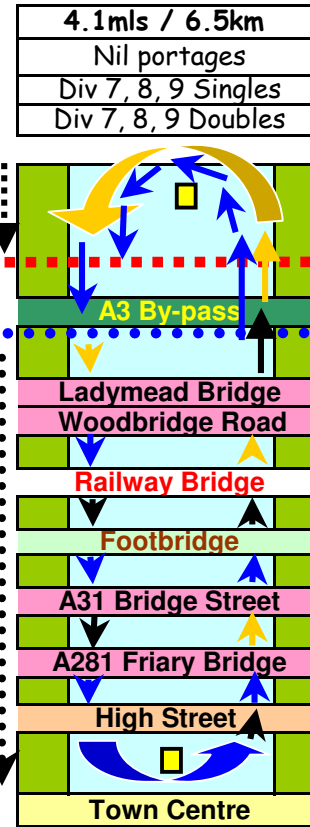 4.1mls / 6.5km
Nil portages
Div 7, 8, 9 Singles
Div 7, 8, 9 Doubles
A3 By-pass
Ladymead Bridge
Woodbridge Road
Railway Bridge
Footbridge
A31 Bridge Street
A281 Friary Bridge
High Street
Town Centre